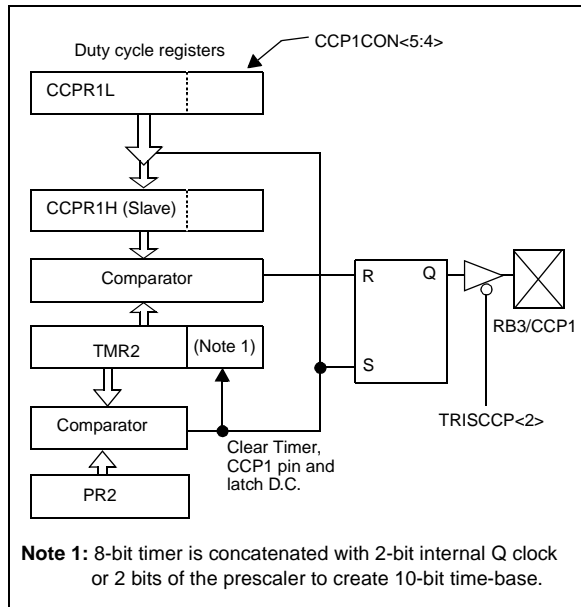 Duty cycle registers
CCP1CON<5:4>
CCPR1L
CCPR1H (Slave)
Comparator
R
Q
RB3/CCP1
TMR2
(Note 1)
S
TRISCCP<2>
Comparator
Clear Timer,
CCP1 pin and
latch D.C.
PR2
Note 1: 8-bit timer is concatenated with 2-bit internal Q clock
or 2 bits of the prescaler to create 10-bit time-base.